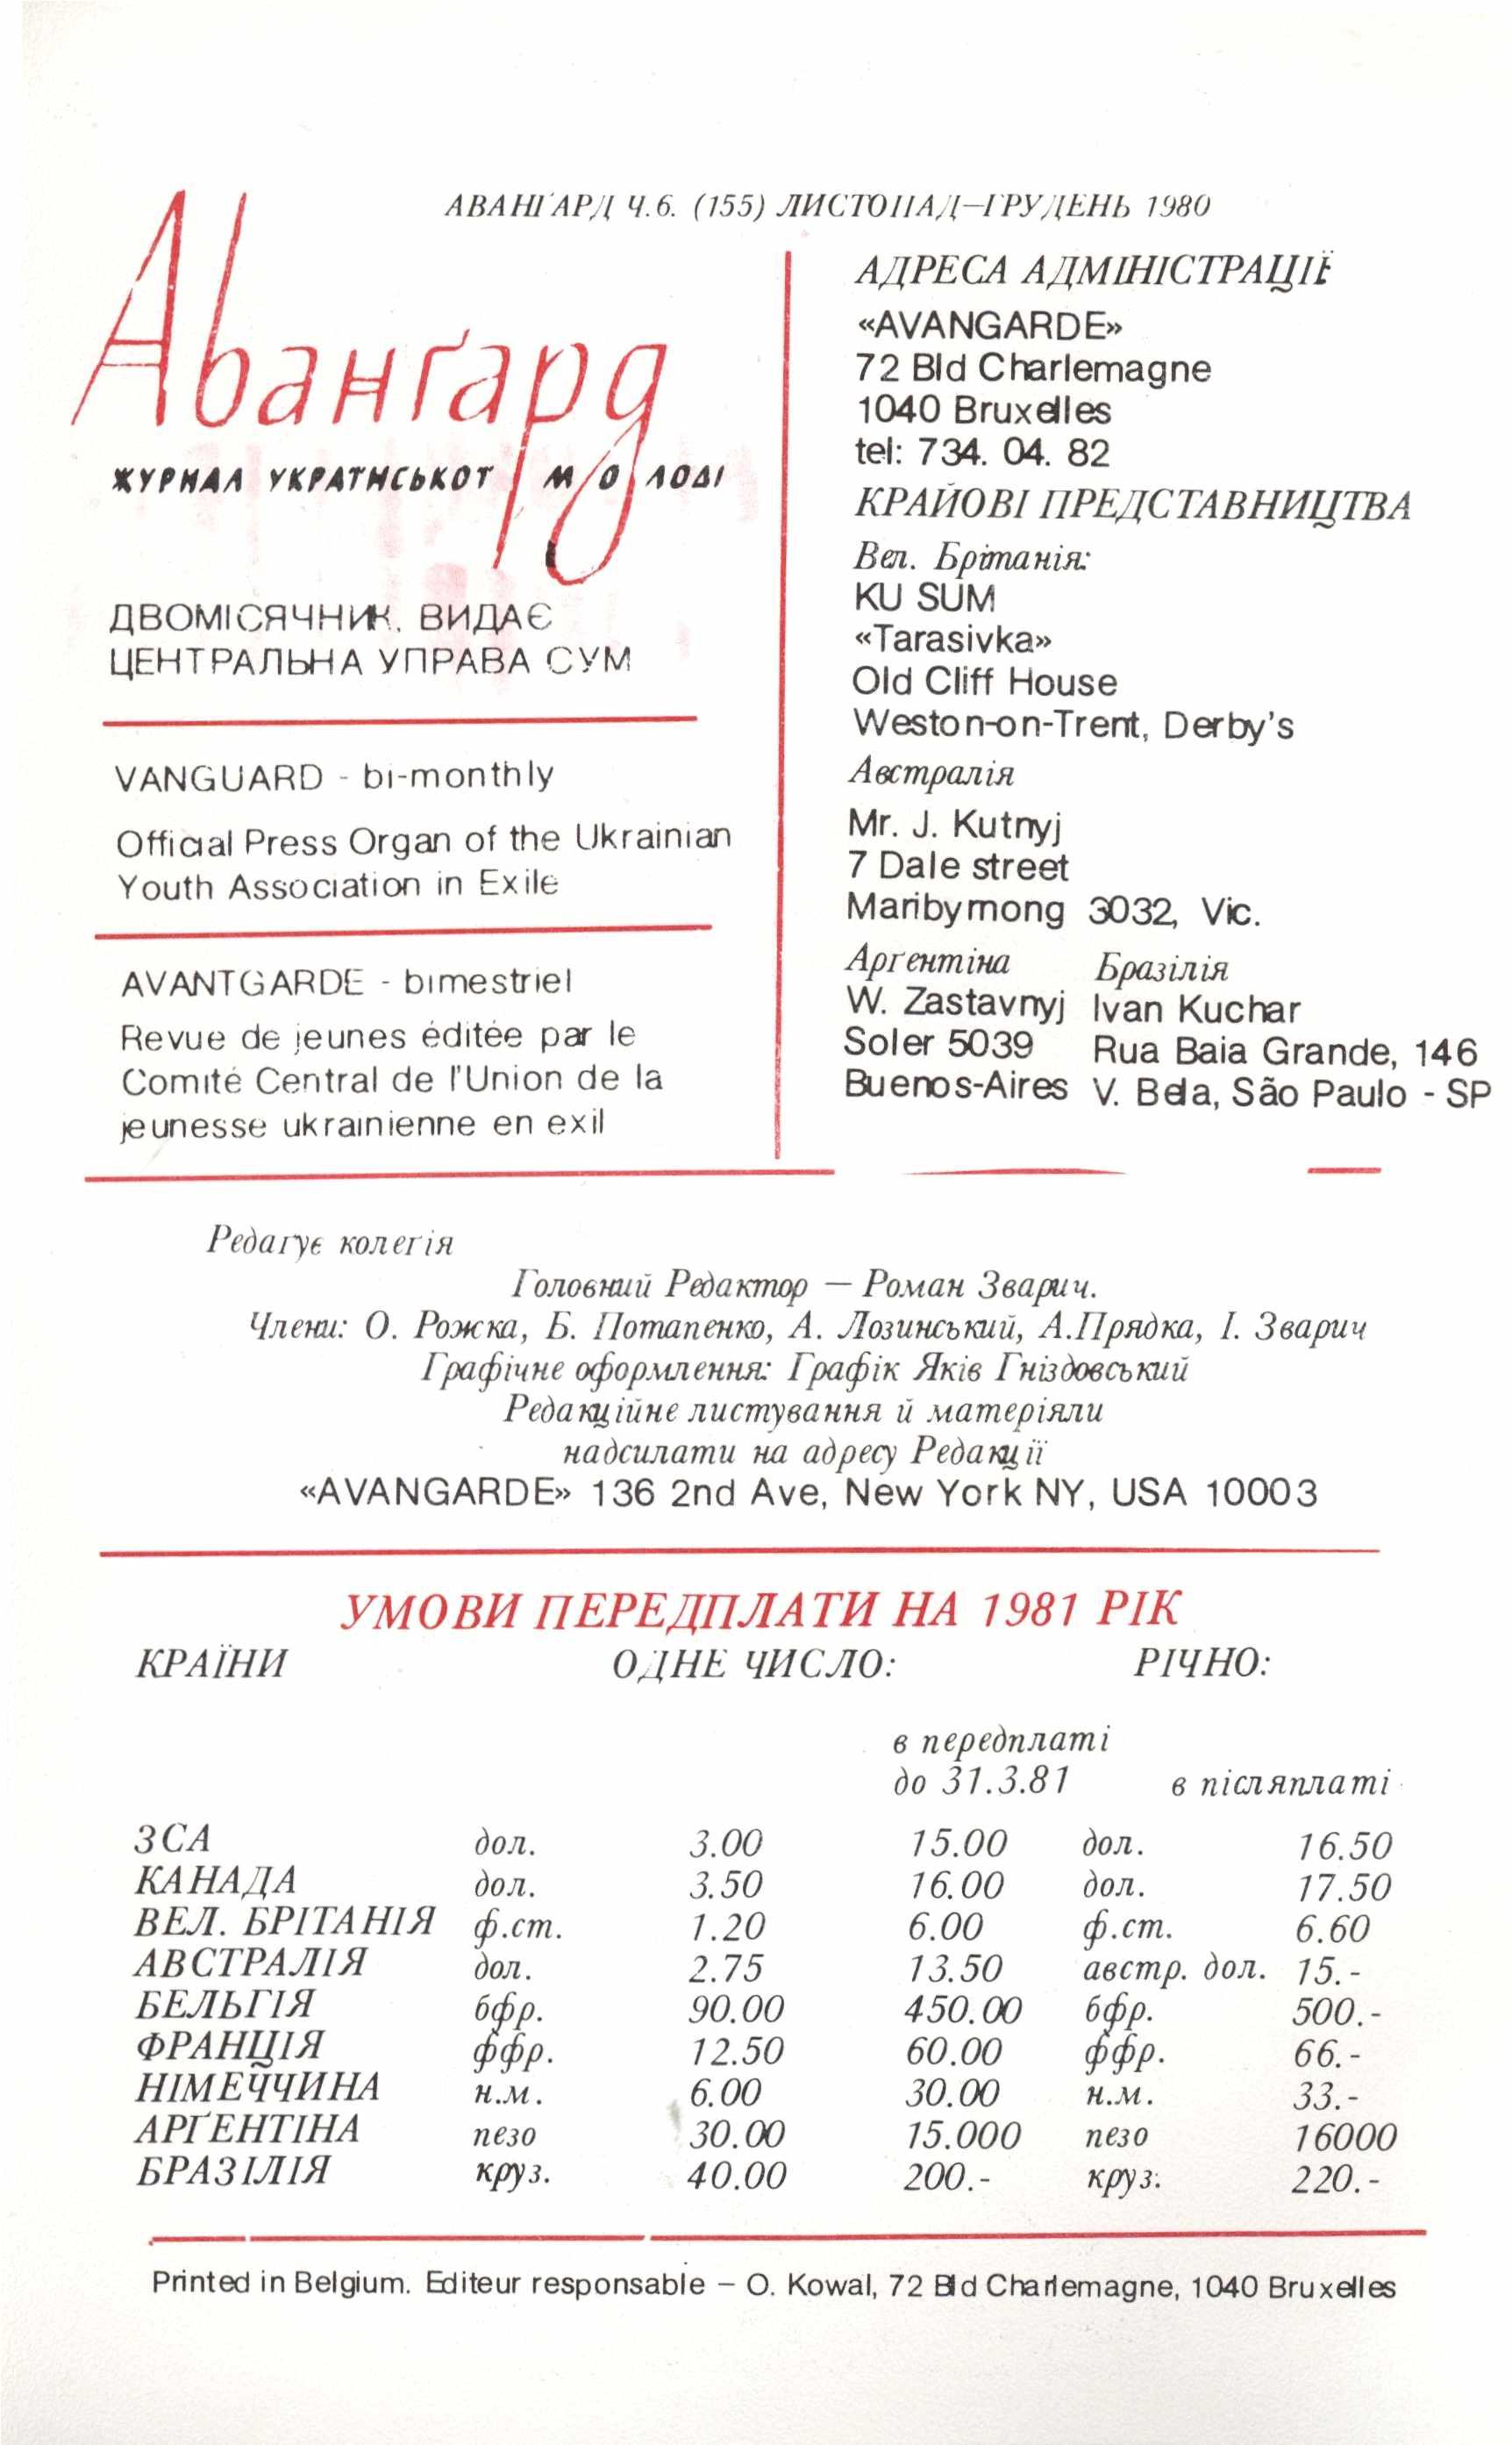 АВАНҐАРД Ч.6. (155) ЛИСТОПАД—ГРУДЕНЬ 1980
Аванґард
ЖУРНАЛ УКРАЇНСЬКОЇ МОЛОДІ
ДВОМІСЯЧНИК. ВИДАЄ
ЦЕНТРАЛЬНА УПРАВА СУМ
VANGUARD - bi-monthly
Official Press Organ of the Ukrainian
Youth Association in Exile
AVANTGARDE - bimestriel
Revue de jeunes éditée par le
Comité Central de l'Union de la
jeunesse ukrainienne en exil
АДРЕСА АДМІНІСТРАЦІЇ:
«AVANGARDE»
72 Bld Charlemagne
1040 Bruxelles
tel: 734. 04. 82
КРАЙОВІ ПРЕДСТАВНИЦТВА
Вел. Брітанія:
KU SUM
«Tarasivka»
Old Cliff House
Weston-on-Trent, Derby's
Австралія
Mr. J. Kutnyj
7 Dale street
Maribymong 3032, Vic.
Арґентіна
W. Zastavnyj
Soler 5039
Buenos-Aires
Бразілія
Ivan Kuchar
Rua Baia Grande, 146
V. Bela, São Paulo - SP
Редагує колегія
Головний Редактор — Роман Зварич.
Члени: О. Рожка, Б. Потапенко, А. Лозинський, А.Прядка, І. Зварич
Графічне оформлення: Графік Яків Гніздовський
Редакційне листування й матеріяли
надсилати на адресу Редакції
«AVANGARDE» 136 2nd Ave, New York NY, USA 10003
УМОВИ ПЕРЕДПЛАТИ НА 1981 РІК
КРАЇНИ ОДНЕ ЧИСЛО: РІЧНО:
в передплаті
до 31.3.81 в післяплаті
ЗСА дол. 3.00 15.00 дол. 16.50
КАНАДА дол. 3.50 16.00 дол. 17.50
ВЕЛ. БРІТАНІЯ ф.ст. 1.20 6.00 ф.ст. 6.60
АВСТРАЛІЯ дол. 2.75 13.50 австр. дол. 15.-
БЕЛЬГІЯ бфр. 90.00 450.00 бфр. 500.-
ФРАНЦІЯ ффр. 12.50 60.00 ффр. 66.-
НІМЕЧЧИНА н.м. 6.00 30.00 н.м. 33.-
АРҐЕНТІНА пезо 30.00 15.000 пезо 16000
БРАЗІЛІЯ круз. 40.00 200.- круз. 220.-
Printed in Belgium. Editeur responsable – O. Kowal, 72 Bld Charlemagne, 1040 Bruxelles